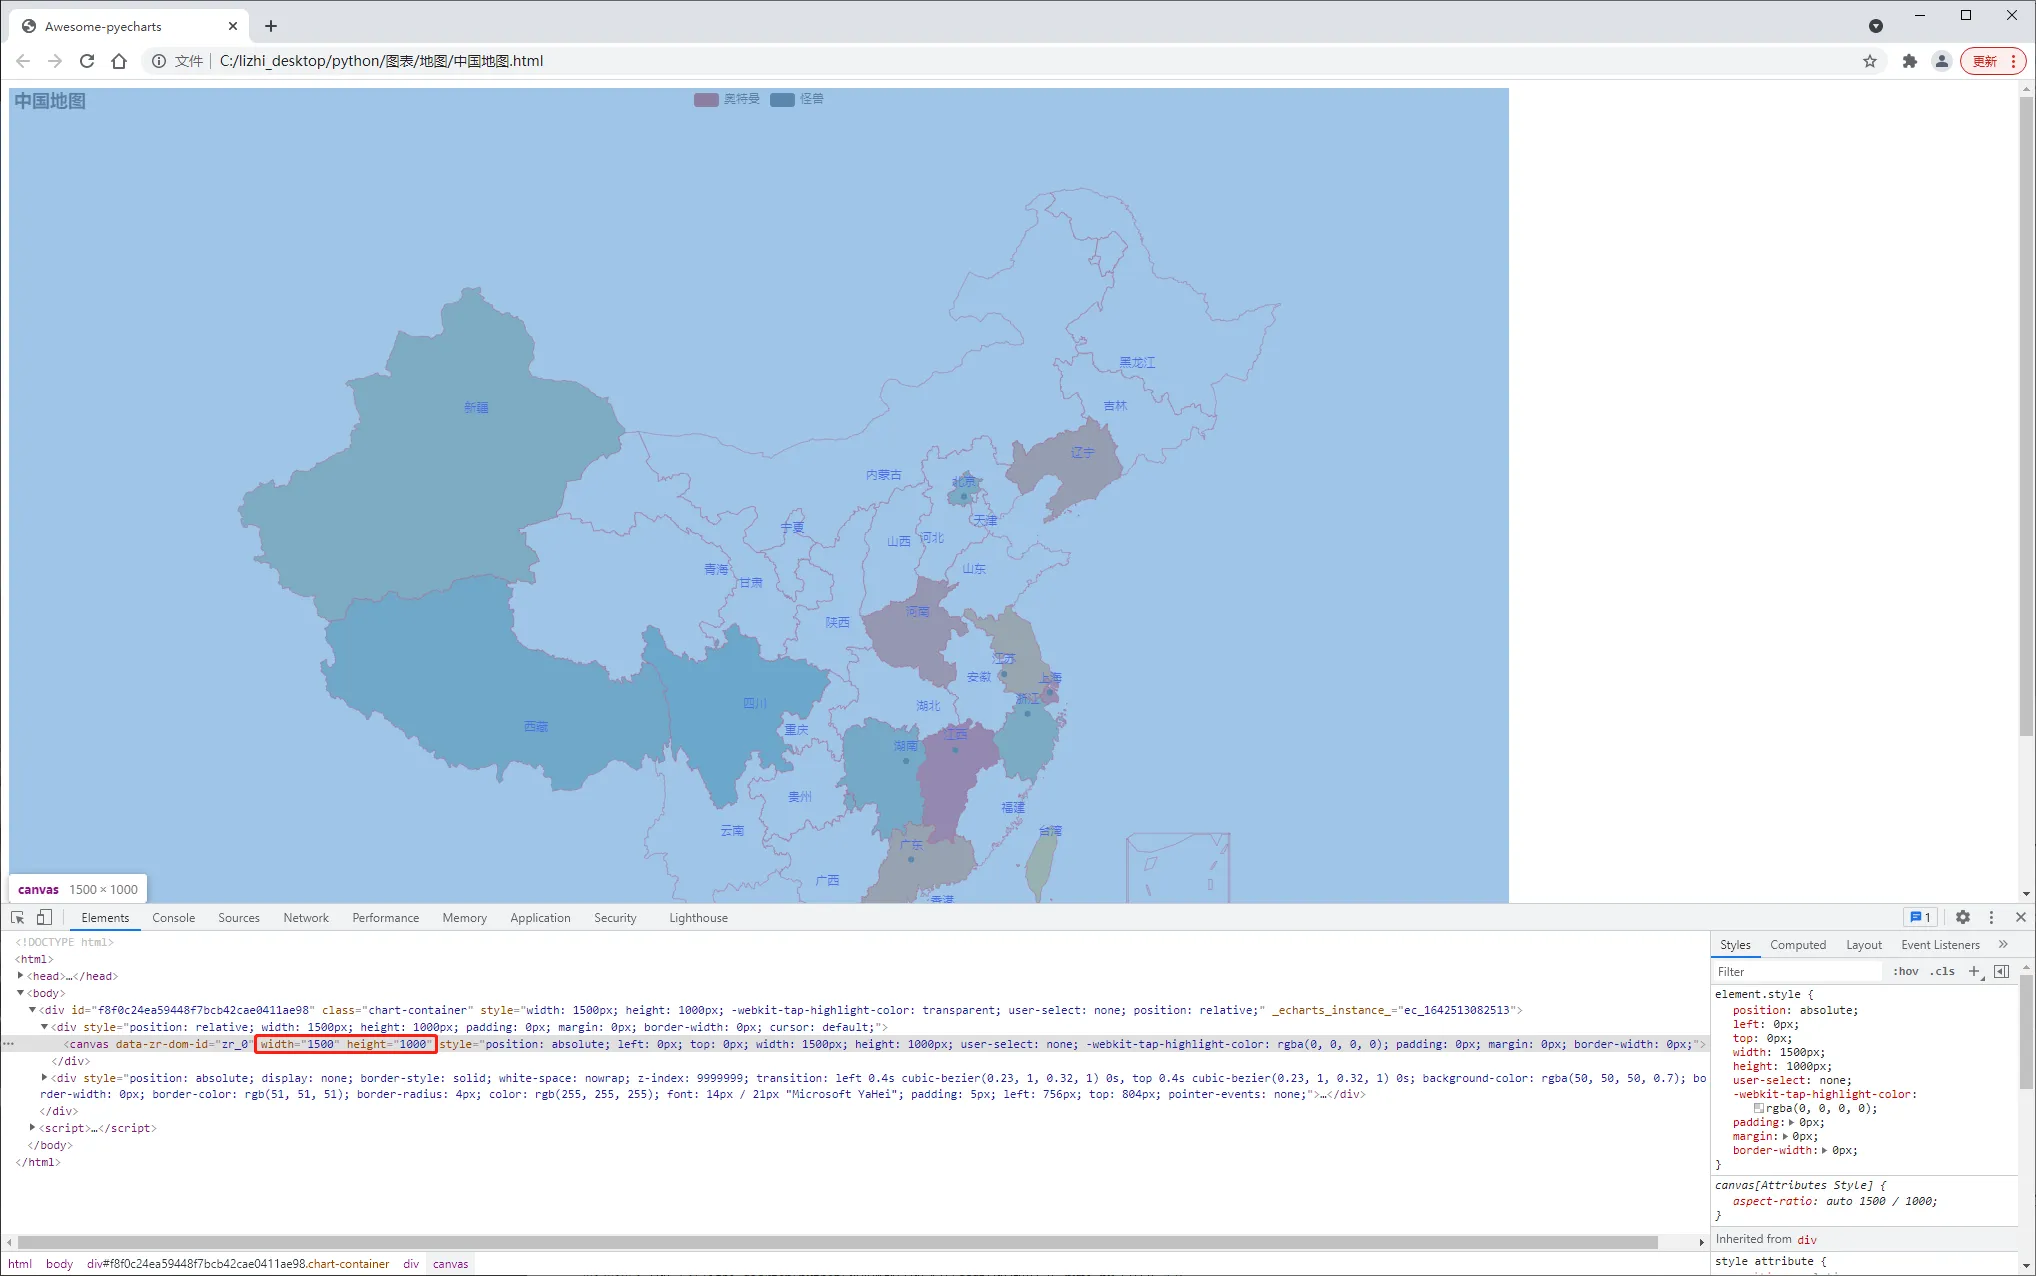 Awesome-pyecharts
文件 C:/lizhi_desktop/python/图表/地图/中国地图.html
更新
中国地图
奥特曼 怪兽
黑龙江
吉林
新疆
辽宁
内蒙古
北京
天津
宁夏
山西 河北
青海 甘肃
山东
河南
陕西
江苏
安徽 上海
浙江
四川
湖北
西藏
重庆
湖南 江西
贵州
福建
云南
台湾
广东
广西
香港
canvas 1500 × 1000
Elements Console Sources Network Performance Memory Application Security Lighthouse 1
<!DOCTYPE html>
<html>
<head>…</head>
<body>
<div id="f8f0c24ea59448f7bcb42cae0411ae98" class="chart-container" style="width: 1500px; height: 1000px; -webkit-tap-highlight-color: transparent; user-select: none; position: relative;" _echarts_instance_="ec_1642513082513">
<div style="position: relative; width: 1500px; height: 1000px; padding: 0px; margin: 0px; border-width: 0px; cursor: default;">
<canvas data-zr-dom-id="zr_0" width="1500" height="1000" style="position: absolute; left: 0px; top: 0px; width: 1500px; height: 1000px; user-select: none; -webkit-tap-highlight-color: rgba(0, 0, 0, 0); padding: 0px; margin: 0px; border-width: 0px;">
</div>
<div style="position: absolute; display: none; border-style: solid; white-space: nowrap; z-index: 9999999; transition: left 0.4s cubic-bezier(0.23, 1, 0.32, 1) 0s, top 0.4s cubic-bezier(0.23, 1, 0.32, 1) 0s; background-color: rgba(50, 50, 50, 0.7); bo
rder-width: 0px; border-color: rgb(51, 51, 51); border-radius: 4px; color: rgb(255, 255, 255); font: 14px / 21px "Microsoft YaHei"; padding: 5px; left: 756px; top: 804px; pointer-events: none;">…</div>
</div>
<script>…</script>
</body>
</html>
html body div#f8f0c24ea59448f7bcb42cae0411ae98.chart-container div canvas
Styles Computed Layout Event Listeners
Filter :hov .cls
element.style {
position: absolute;
left: 0px;
top: 0px;
width: 1500px;
height: 1000px;
user-select: none;
-webkit-tap-highlight-color:
rgba(0, 0, 0, 0);
padding: 0px;
margin: 0px;
border-width: 0px;
}
canvas[Attributes Style] {
aspect-ratio: auto 1500 / 1000;
}
Inherited from div
style attribute {